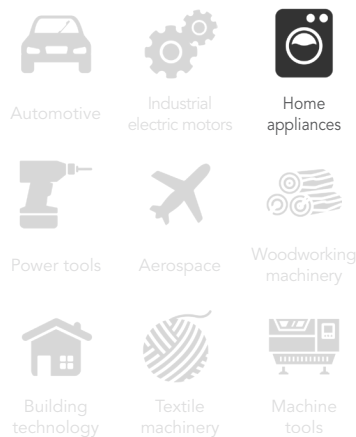 Automotive
Industrial
electric motors
Home
appliances
Power tools
Aerospace
Woodworking
machinery
Building
technology
Textile
machinery
Machine
tools